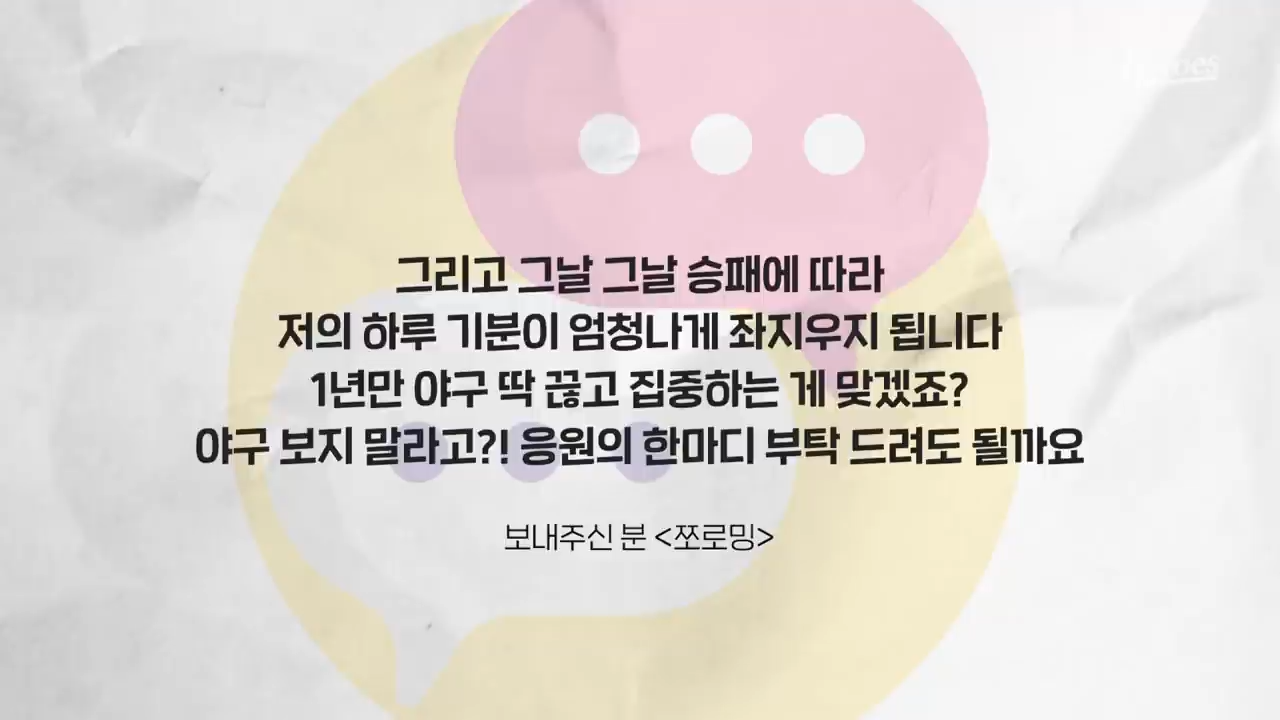 그리고 그날 그날 승패에 따라
저의 하루 기분이 엄청나게 좌지우지 됩니다
1년만 야구 딱 끊고 집중하는 게 맞겠죠?
야구 보지 말라고?! 응원의 한마디 부탁 드려도 될까요
보내주신 분 <쪼로밍>